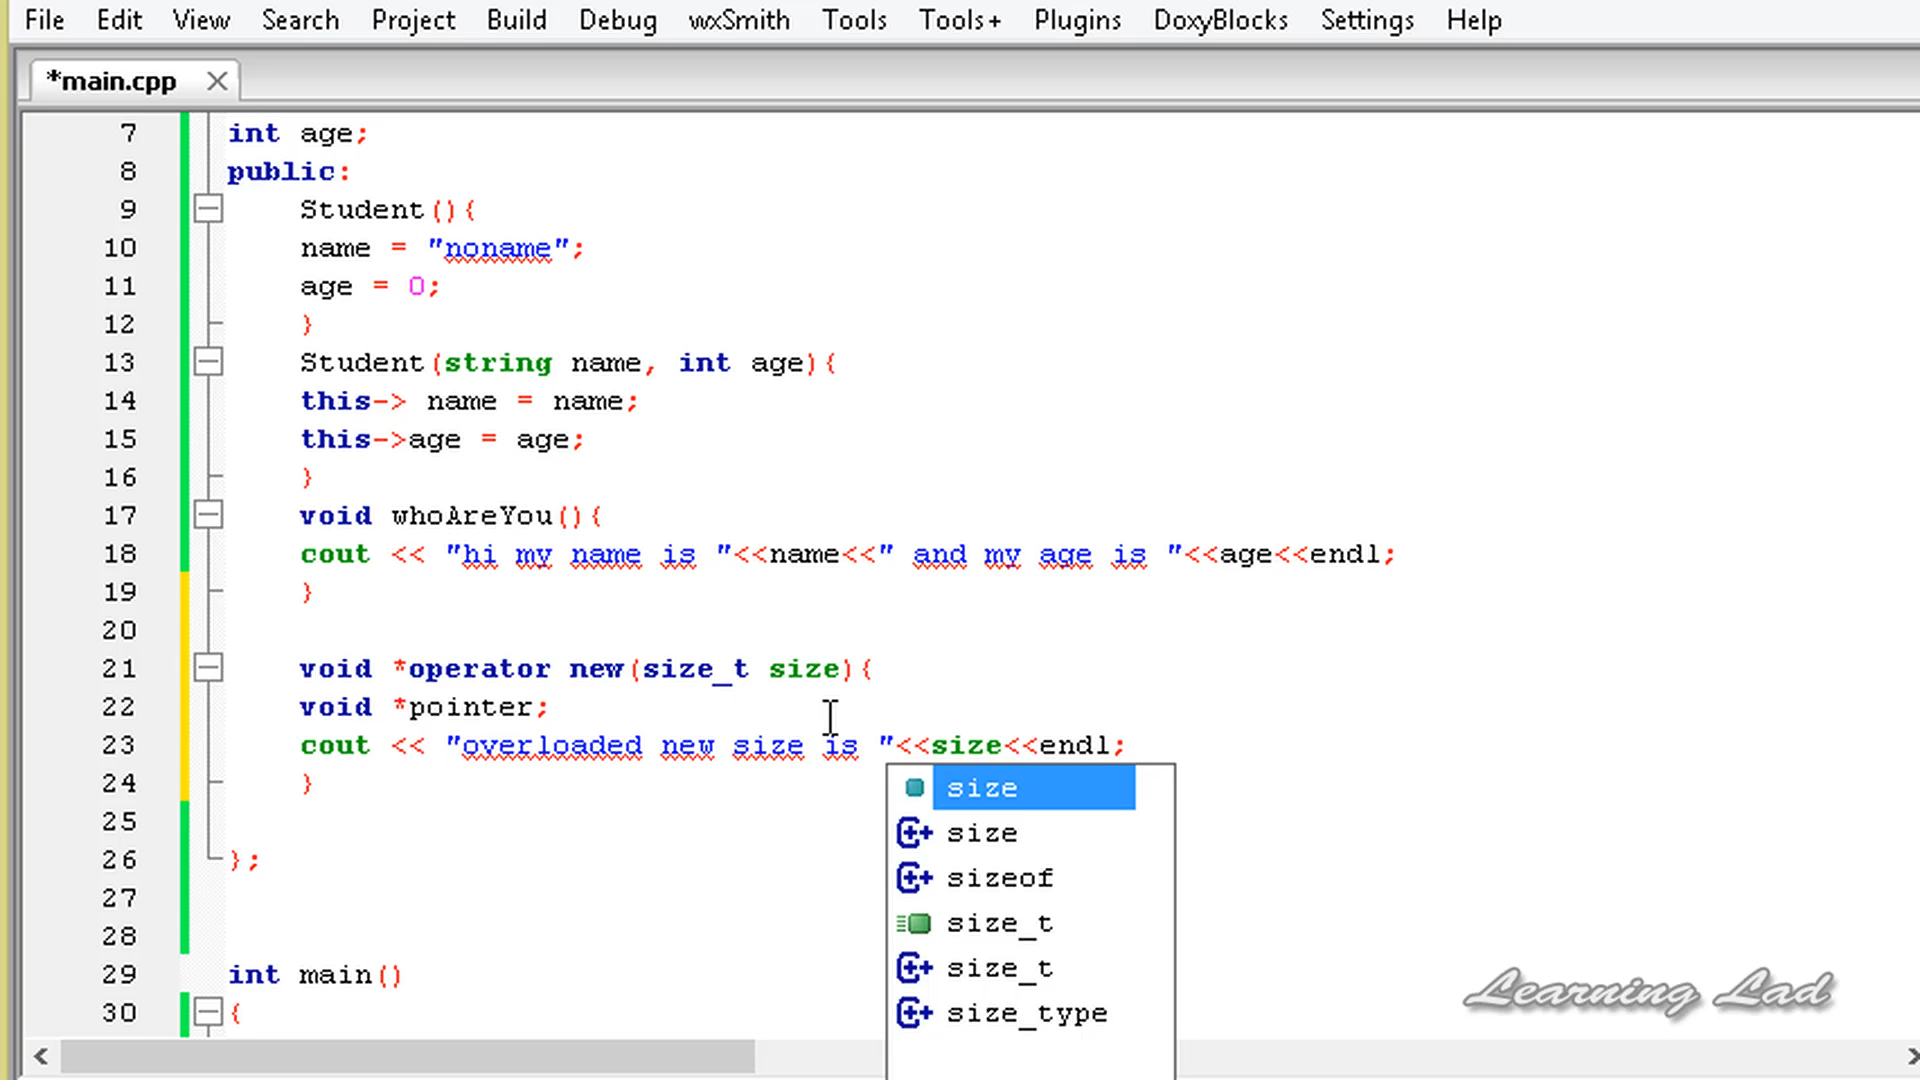 File Edit View Search Project Build Debug wxSmith Tools Tools+ Plugins DoxyBlocks Settings Help
*main.cpp
7 int age;
8 public:
9 Student(){
10 name = "noname";
11 age = 0;
12 }
13 Student(string name, int age){
14 this-> name = name;
15 this->age = age;
16 }
17 void whoAreYou(){
18 cout << "hi my name is "<<name<<" and my age is "<<age<<endl;
19 }
20
21 void *operator new(size_t size){
22 void *pointer;
23 cout << "overloaded new size is "<<size<<endl;
24 }
25
26 };
27
28
29 int main()
30 {
size
size
sizeof
size_t
size_t
size_type
Learning Lad